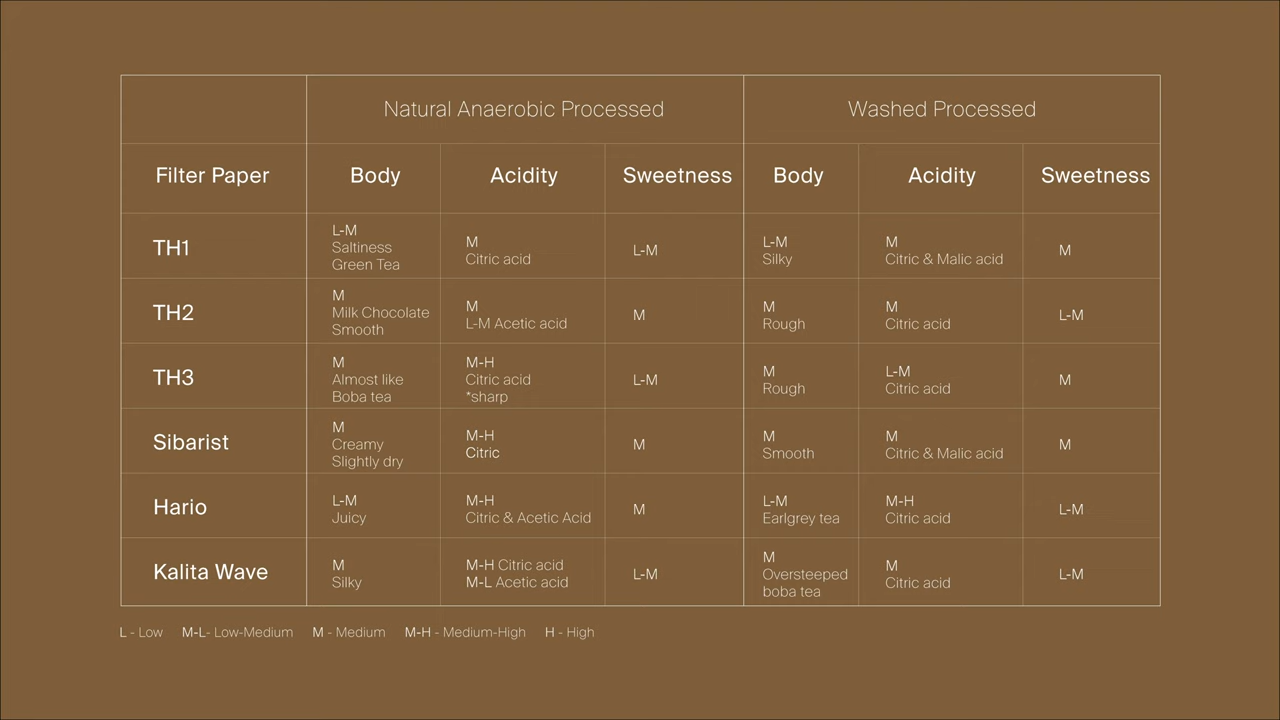 Natural Anaerobic Processed
Washed Processed
Filter Paper
Body
Acidity
Sweetness
Body
Acidity
Sweetness
TH1
L-M
Saltiness
Green Tea
M
Citric acid
L-M
L-M
Silky
M
Citric & Malic acid
M
TH2
M
Milk Chocolate
Smooth
M
L-M Acetic acid
M
M
Rough
M
Citric acid
L-M
TH3
M
Almost like
Boba tea
M-H
Citric acid
*sharp
L-M
M
Rough
L-M
Citric acid
M
Sibarist
M
Creamy
Slightly dry
M-H
Citric
M
M
Smooth
M
Citric & Malic acid
M
Hario
L-M
Juicy
M-H
Citric & Acetic Acid
M
L-M
Earlgrey tea
M-H
Citric acid
L-M
Kalita Wave
M
Silky
M-H Citric acid
M-L Acetic acid
L-M
M
Oversteeped
boba tea
M
Citric acid
L-M
L - Low M-L- Low-Medium M - Medium M-H - Medium-High H - High